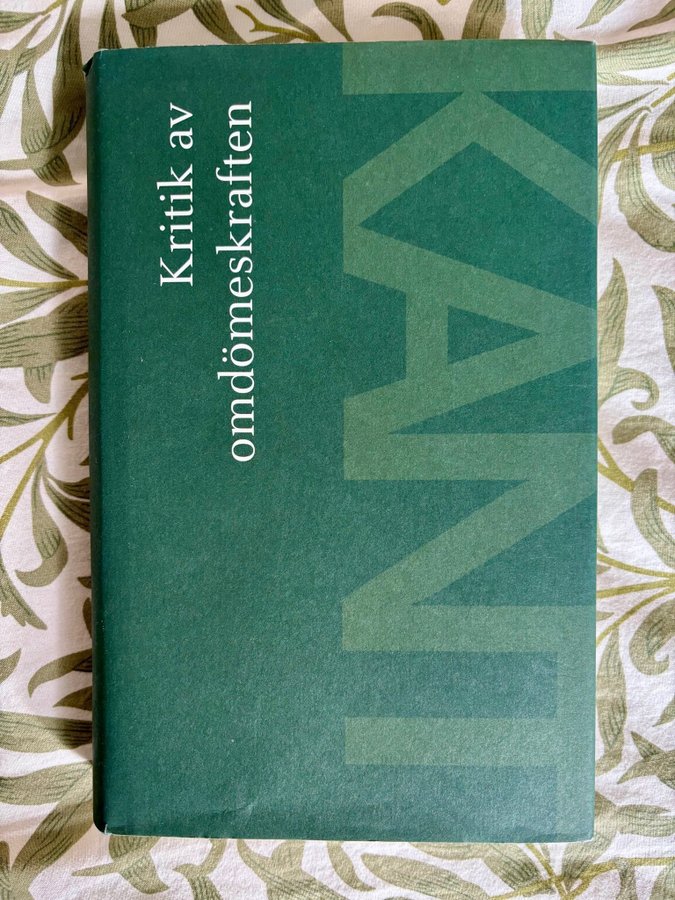 Kritik av
omdömeskraften
KANT